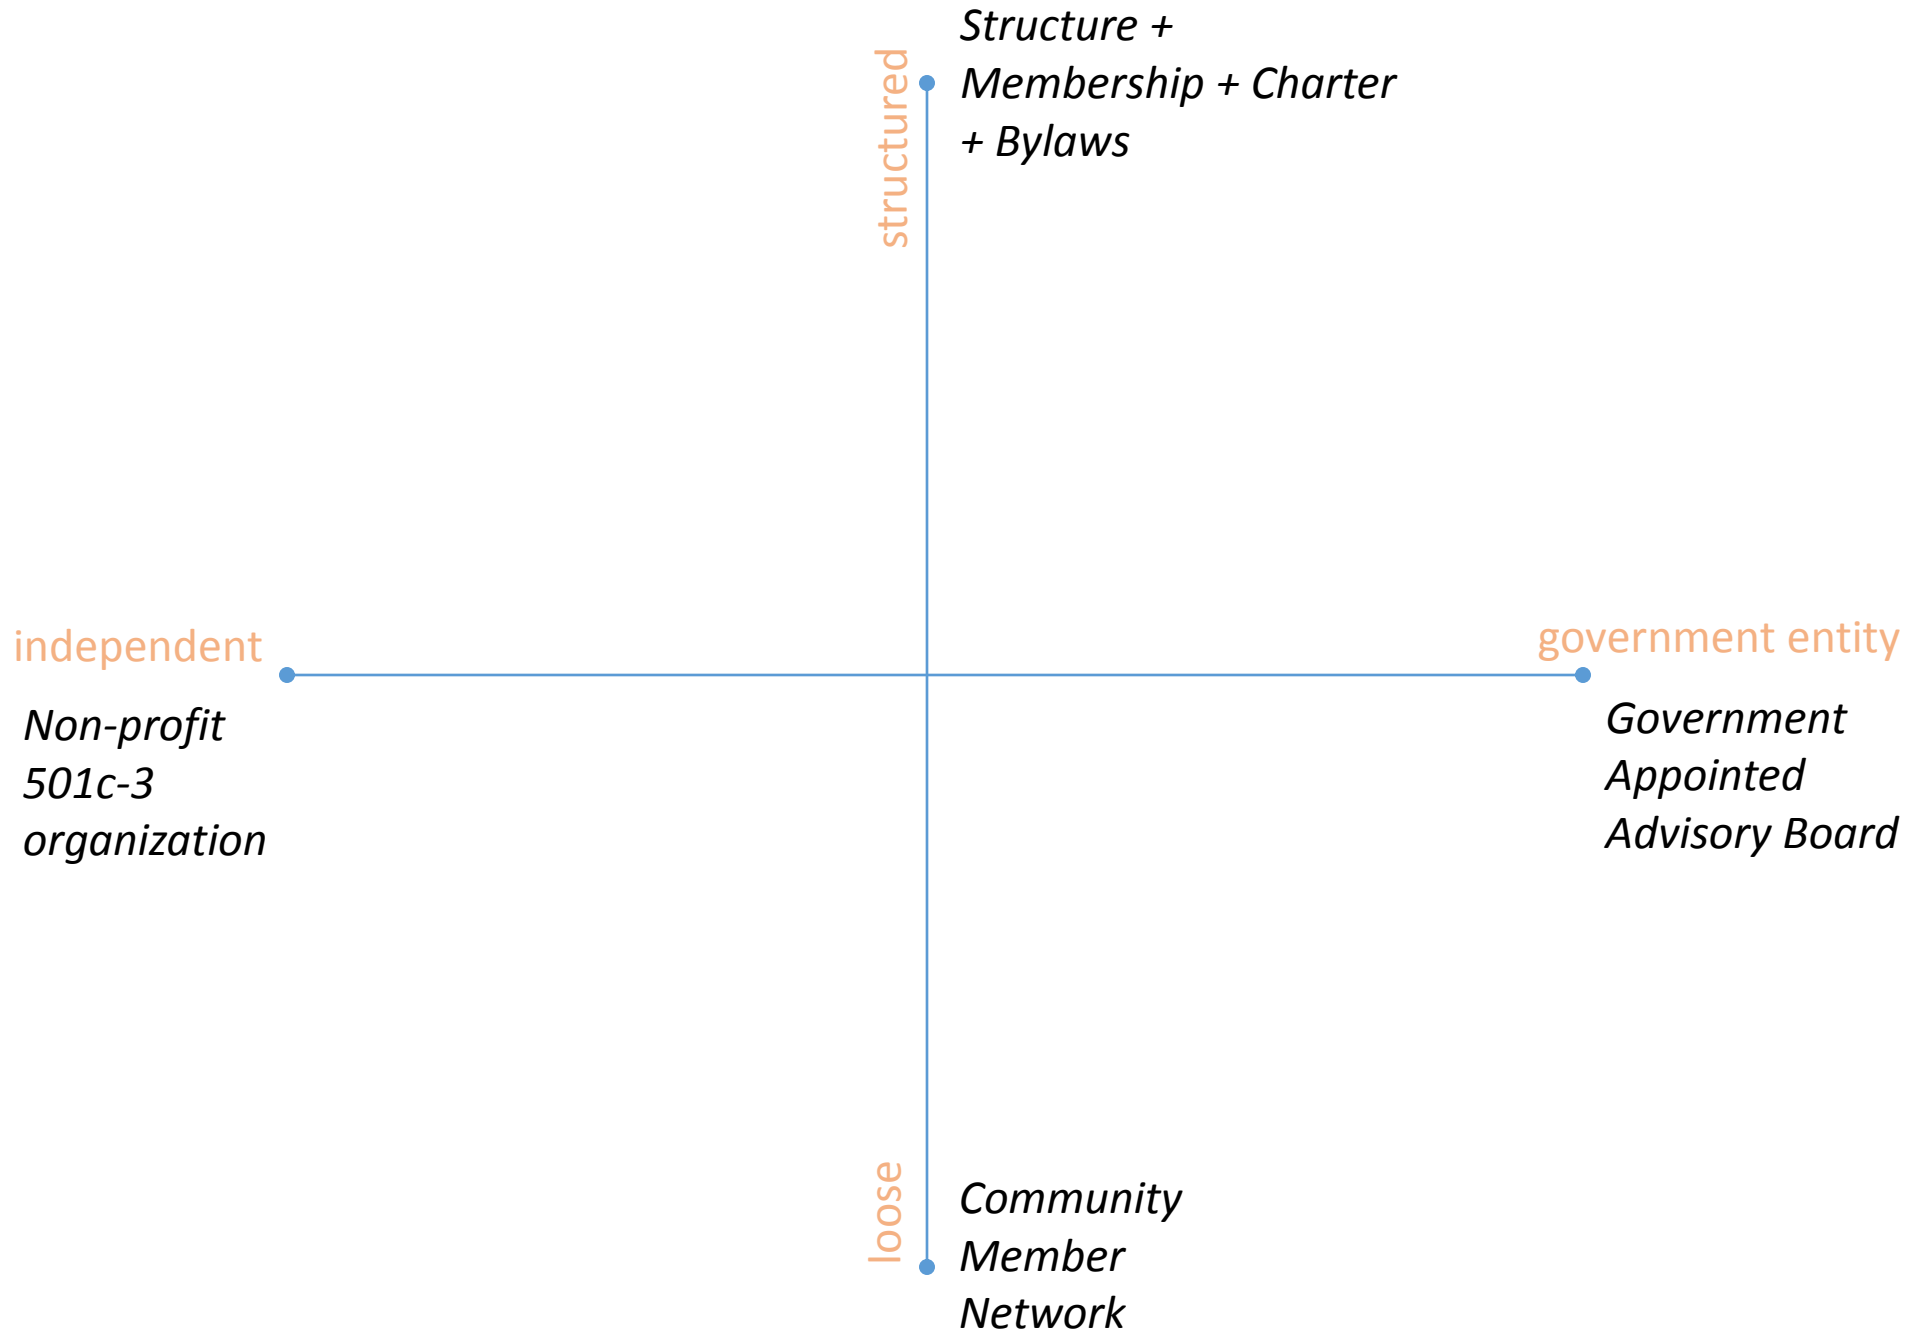 structured
Structure +
Membership + Charter
+ Bylaws
independent
Non-profit
501c-3
organization
government entity
Government
Appointed
Advisory Board
loose
Community
Member
Network